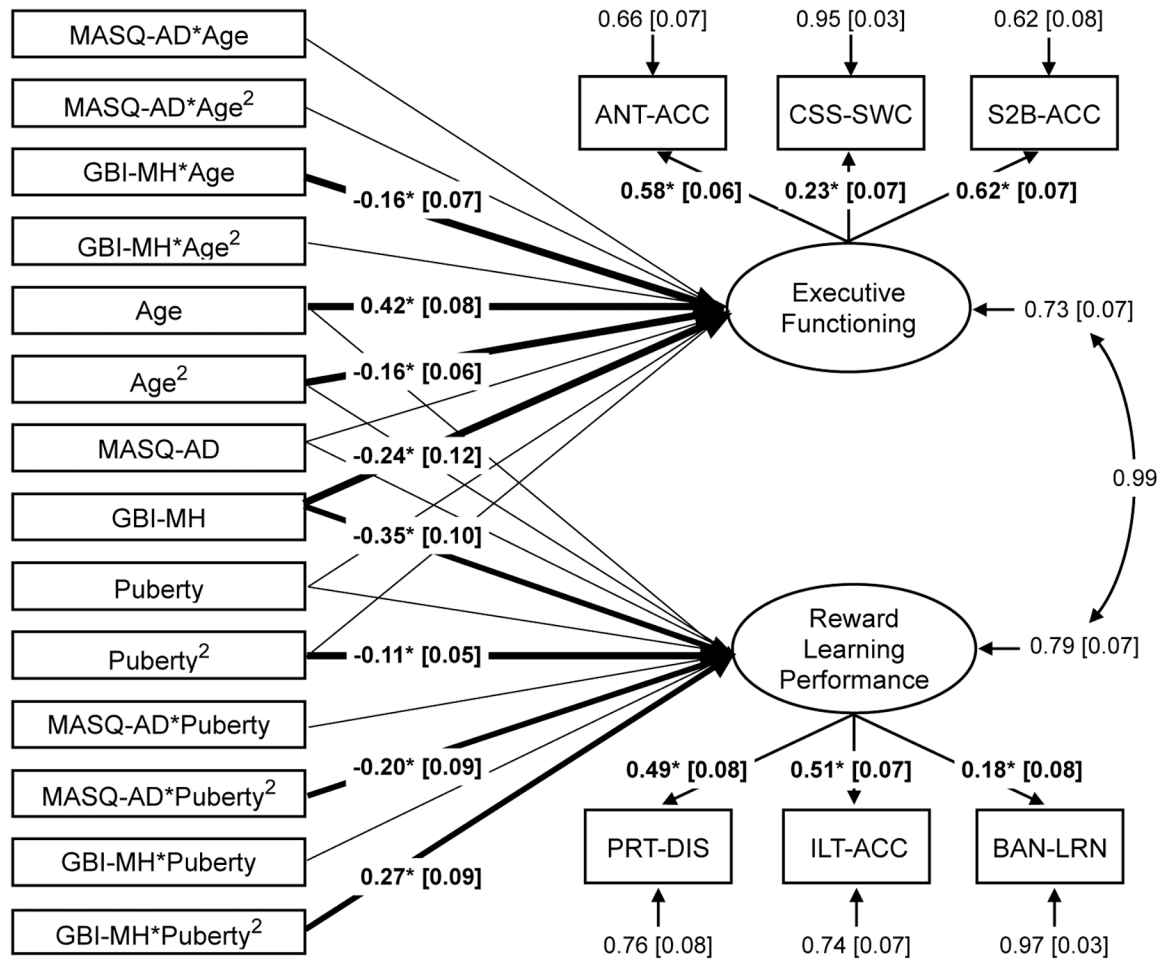 MASQ-AD*Age
MASQ-AD*Age²
GBI-MH*Age
GBI-MH*Age²
Age
Age²
MASQ-AD
GBI-MH
Puberty
Puberty²
MASQ-AD*Puberty
MASQ-AD*Puberty²
GBI-MH*Puberty
GBI-MH*Puberty²
-0.16* [0.07]
0.42* [0.08]
-0.16* [0.06]
-0.24* [0.12]
-0.35* [0.10]
-0.11* [0.05]
-0.20* [0.09]
0.27* [0.09]
0.66 [0.07]
0.95 [0.03]
0.62 [0.08]
ANT-ACC
CSS-SWC
S2B-ACC
0.58* [0.06]
0.23* [0.07]
0.62* [0.07]
Executive
Functioning
0.73 [0.07]
0.99
Reward
Learning
Performance
0.79 [0.07]
0.49* [0.08]
0.51* [0.07]
0.18* [0.08]
PRT-DIS
ILT-ACC
BAN-LRN
0.76 [0.08]
0.74 [0.07]
0.97 [0.03]